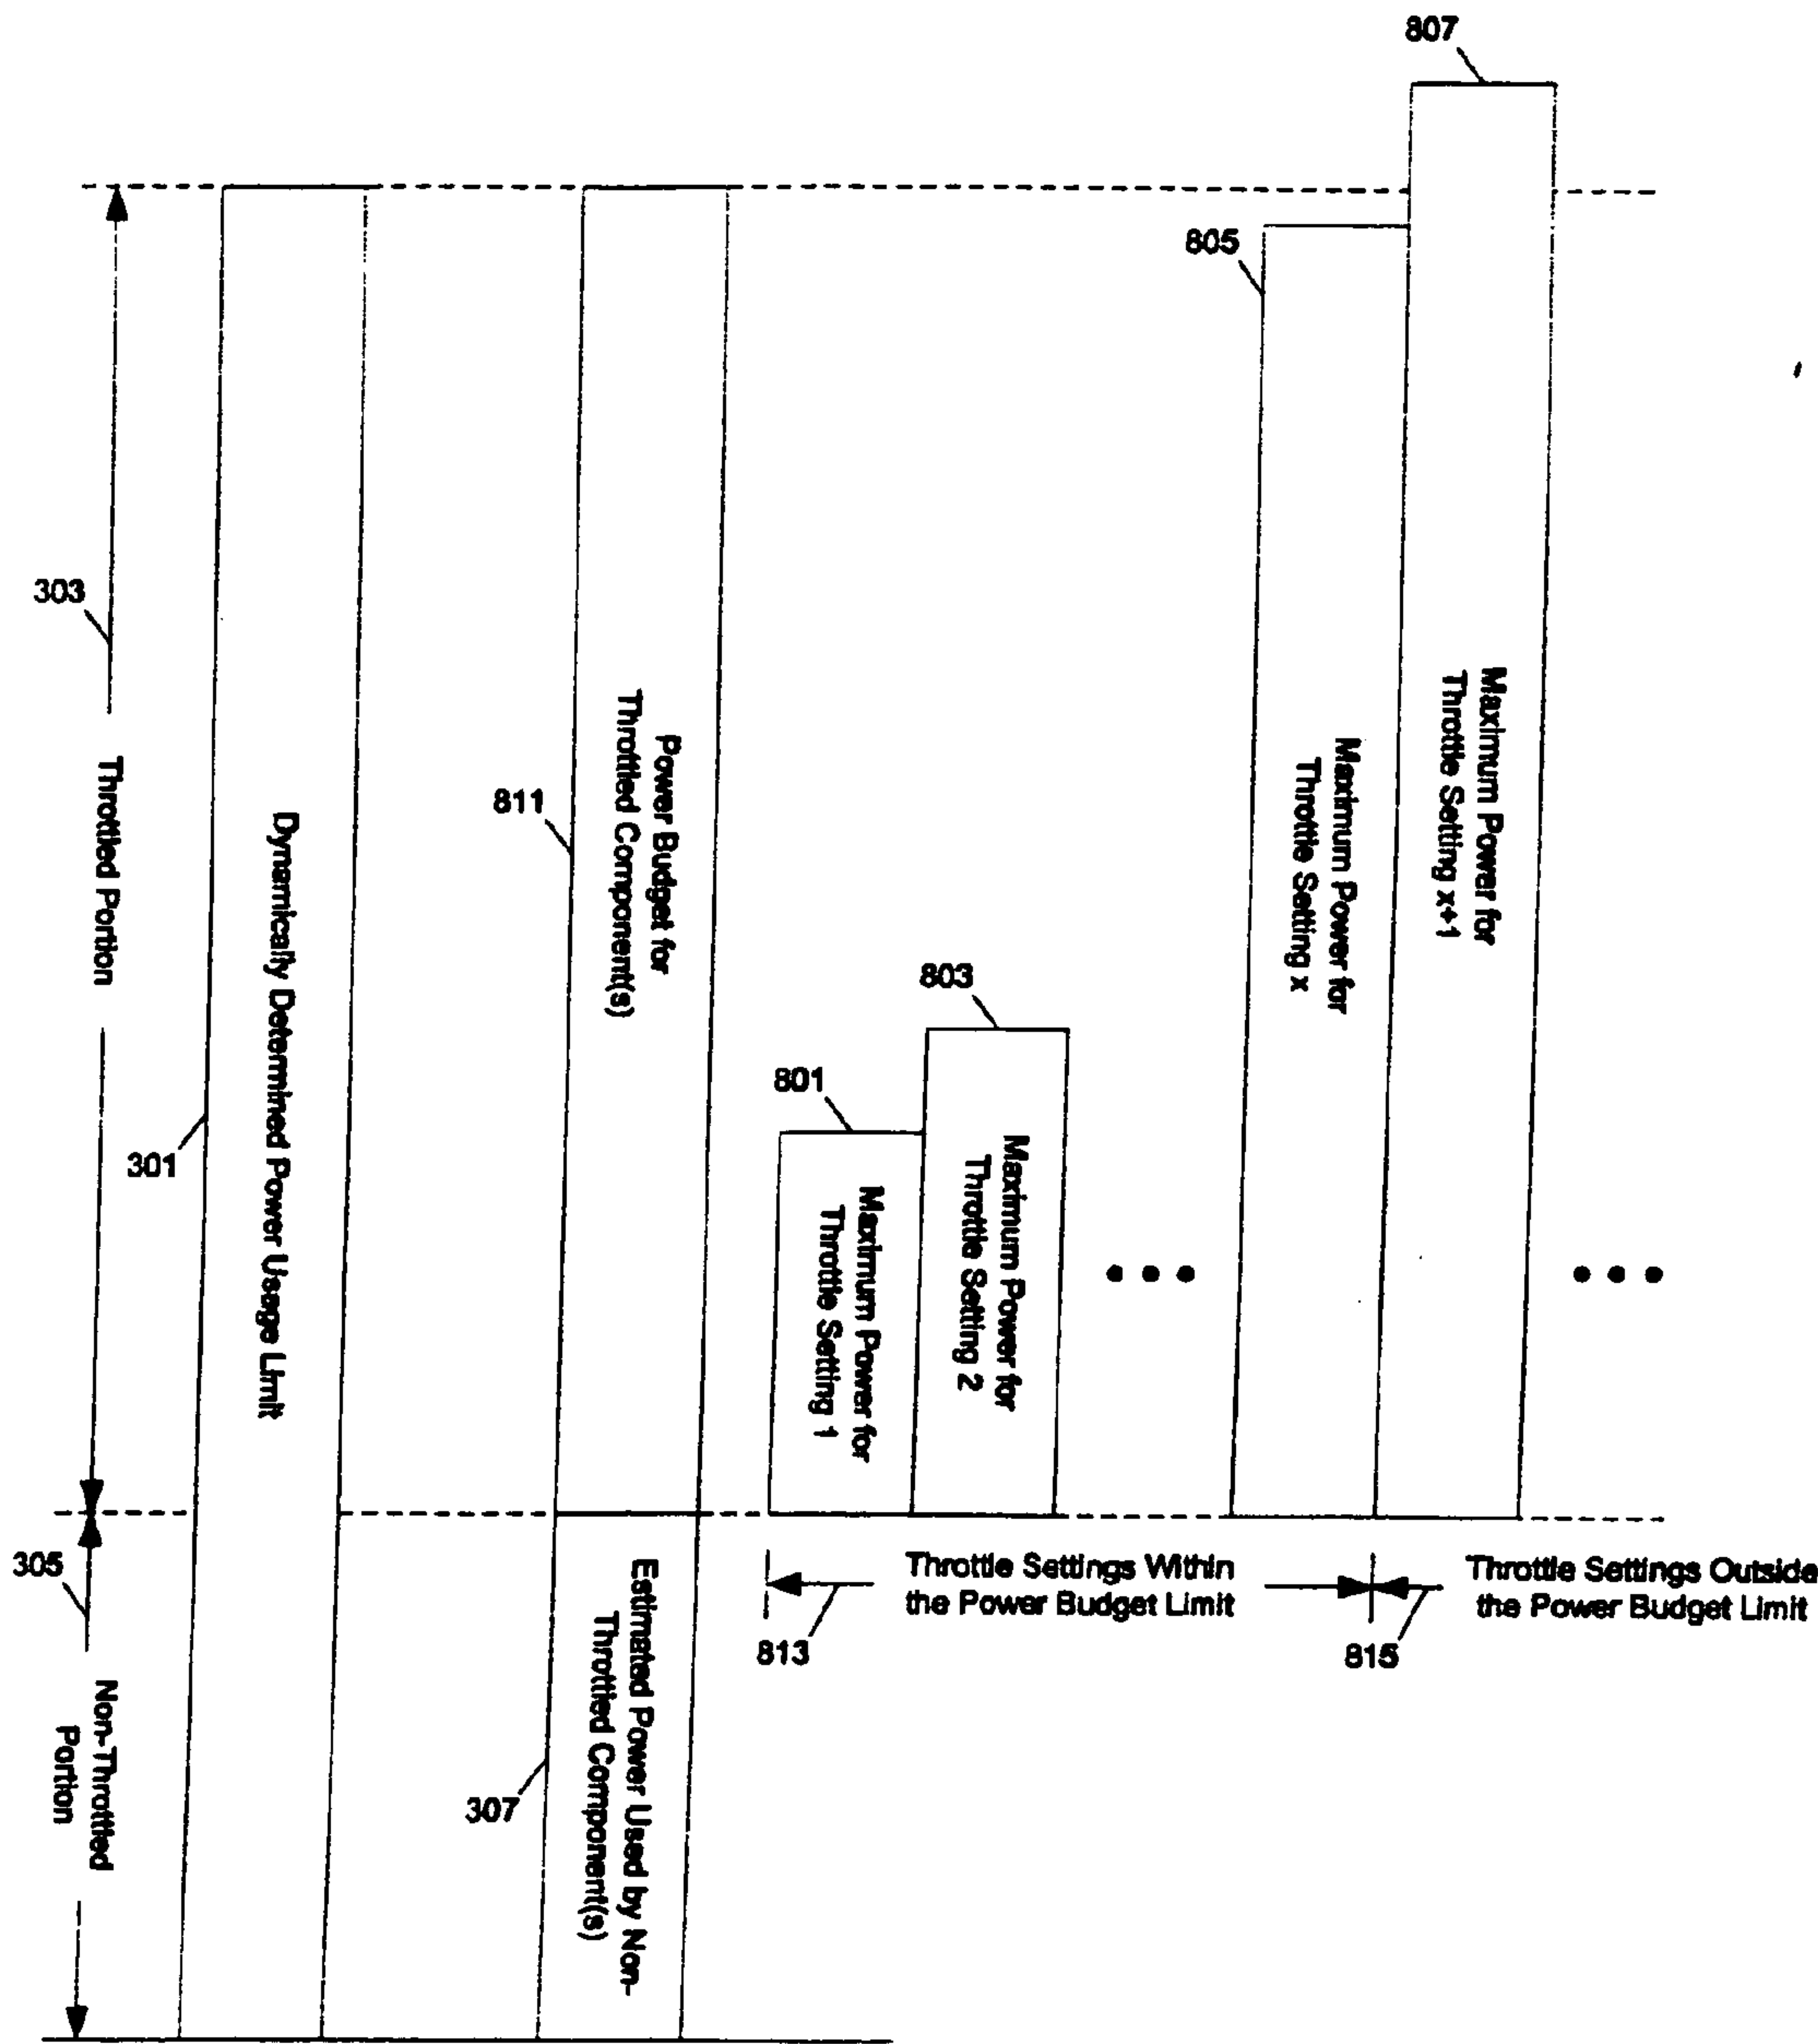 807
805
303
Throttled Portion
301
Dynamically Determined Power Usage Limit
811
Power Budget for
Throttled Component(s)
801
Maximum Power for
Throttle Setting 1
803
Maximum Power for
Throttle Setting 2
• • •
Maximum Power for
Throttle Setting x
Maximum Power for
Throttle Setting x+1
• • •
305
Non-Throttled
Portion
307
Estimated Power Used by Non-
Throttled Component(s)
Throttle Settings Within
the Power Budget Limit
813
Throttle Settings Outside
the Power Budget Limit
815